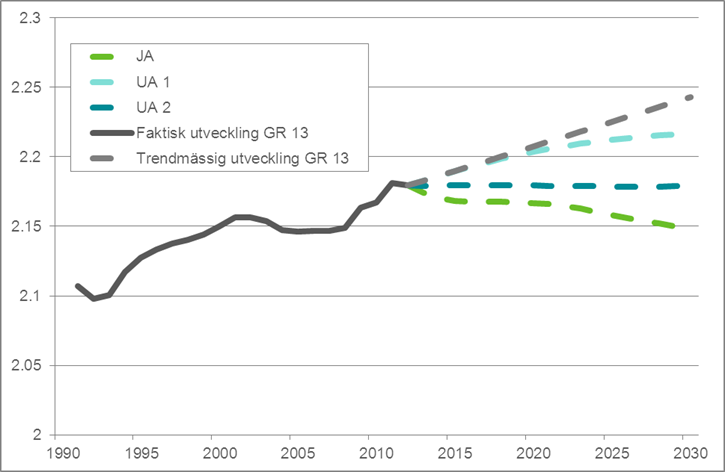 2.3
2.25
2.2
2.15
2.1
2.05
2
JA
UA 1
UA 2
Faktisk utveckling GR 13
Trendmässig utveckling GR 13
1990 1995 2000 2005 2010 2015 2020 2025 2030